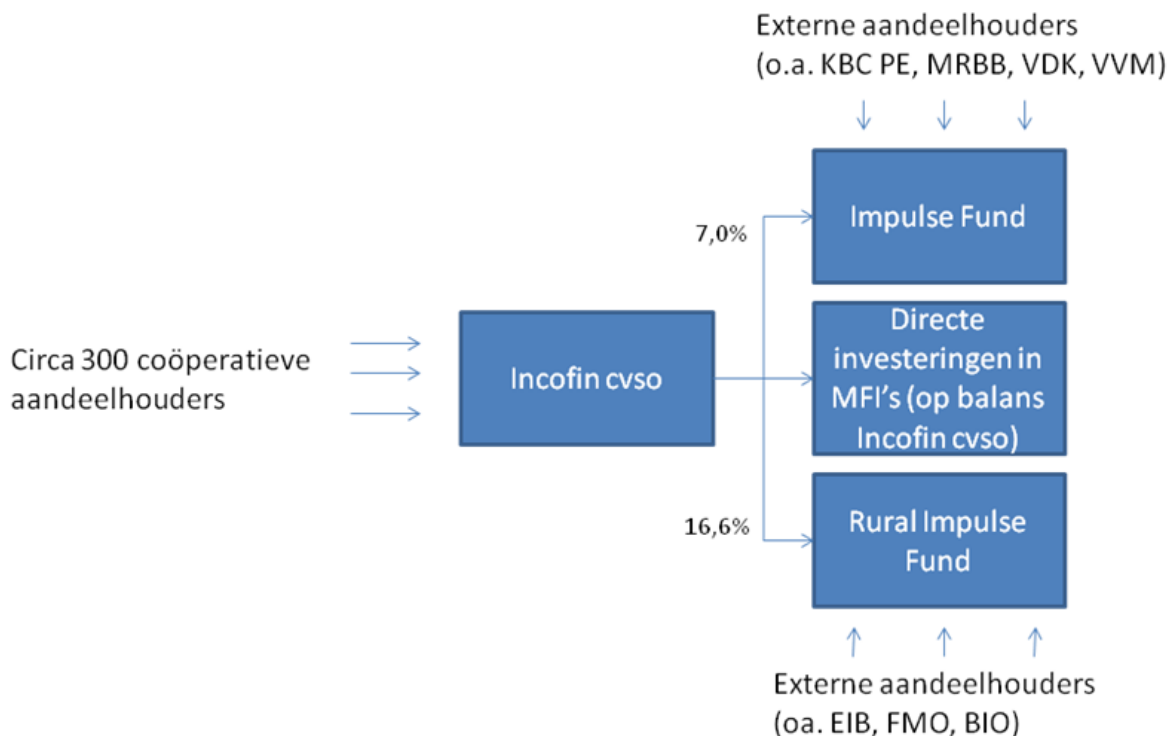 Externe aandeelhouders
(o.a. KBC PE, MRBB, VDK, VVM)
Impulse Fund
7,0%
Circa 300 coöperatieve
aandeelhouders
Incofin cvso
Directe
investeringen in
MFI's (op balans
Incofin cvso)
16,6%
Rural Impulse
Fund
Externe aandeelhouders
(oa. EIB, FMO, BIO)